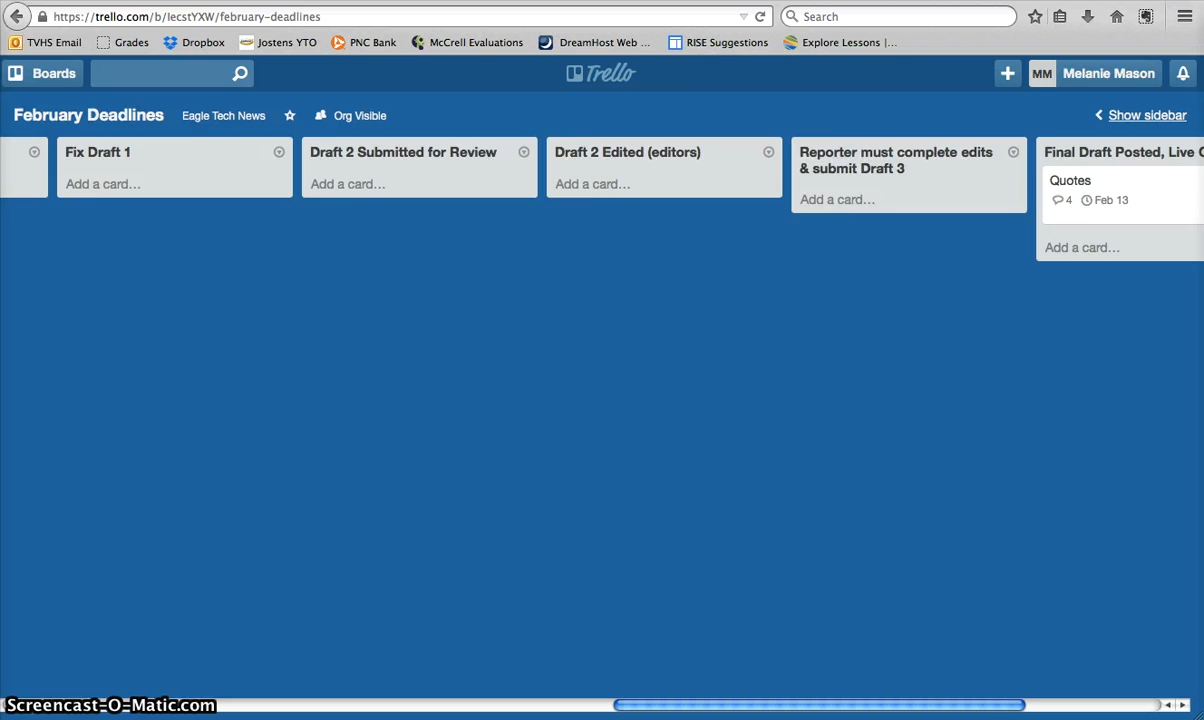 https://trello.com/b/IecstYXW/february-deadlines
Search
TVHS Email
Grades
Dropbox
Jostens YTO
PNC Bank
McCrell Evaluations
DreamHost Web ...
RISE Suggestions
Explore Lessons |...
Boards
Trello
MM
Melanie Mason
February Deadlines
Eagle Tech News
Org Visible
Show sidebar
Fix Draft 1
Add a card...
Draft 2 Submitted for Review
Add a card...
Draft 2 Edited (editors)
Add a card...
Reporter must complete edits
& submit Draft 3
Add a card...
Final Draft Posted, Live
Quotes
4
Feb 13
Add a card...
Screencast-O-Matic.com